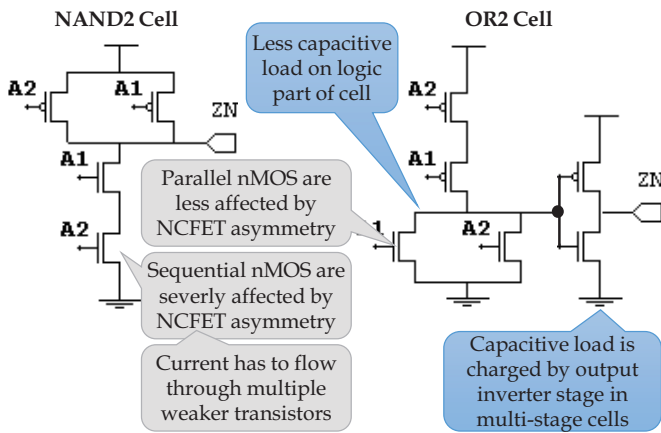 NAND2 Cell
OR2 Cell
Less capacitive
load on logic
part of cell
A2
A1
ZN
A2
A1
A1
Parallel nMOS are
less affected by
NCFET asymmetry
ZN
1
A2
A2
Sequential nMOS are
severly affected by
NCFET asymmetry
Current has to flow
through multiple
weaker transistors
Capacitive load is
charged by output
inverter stage in
multi-stage cells